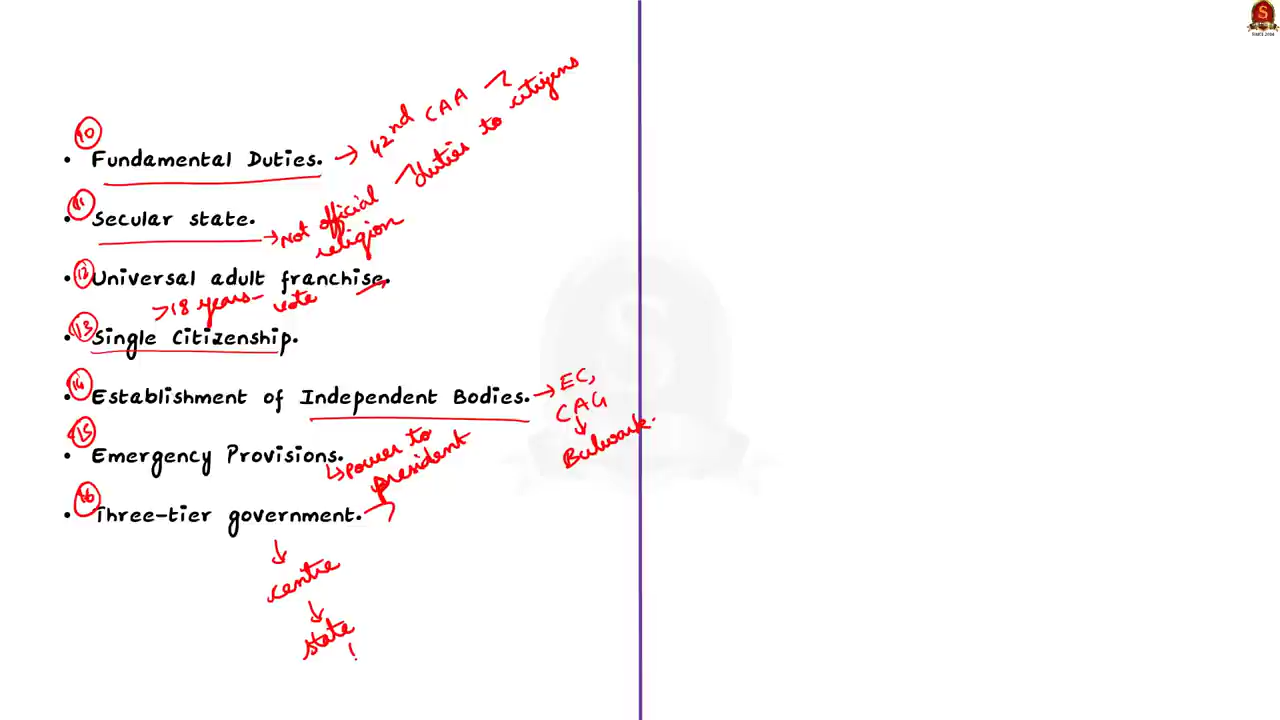 10
• Fundamental Duties. → 42nd CAA
→ duties to citizens
11
• Secular state.
→ Not official
religion
12
• Universal adult franchise.
>18 years - vote
13
• Single Citizenship.
14
• Establishment of Independent Bodies. → EC,
CAG
↓
Bulwark.
15
• Emergency Provisions.
↳ power to
president
16
• Three-tier government.
↓
centre
↓
state
S
SINCE 2004